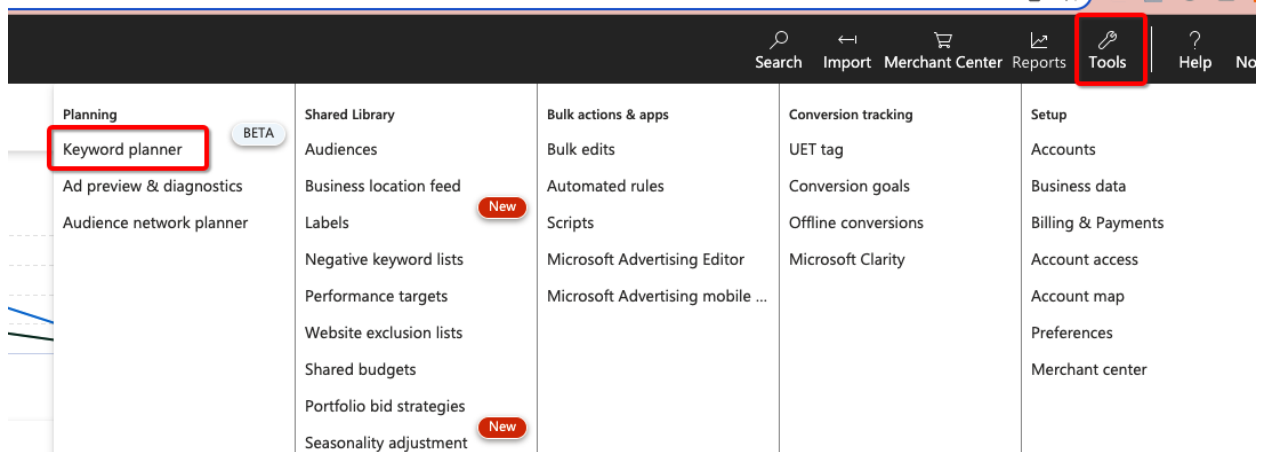 Search
Import
Merchant Center
Reports
Tools
Help
Planning
BETA
Keyword planner
Ad preview & diagnostics
Audience network planner
Shared Library
Audiences
Business location feed
New
Labels
Negative keyword lists
Performance targets
Website exclusion lists
Shared budgets
Portfolio bid strategies
New
Seasonality adjustment
Bulk actions & apps
Bulk edits
Automated rules
Scripts
Microsoft Advertising Editor
Microsoft Advertising mobile ...
Conversion tracking
UET tag
Conversion goals
Offline conversions
Microsoft Clarity
Setup
Accounts
Business data
Billing & Payments
Account access
Account map
Preferences
Merchant center